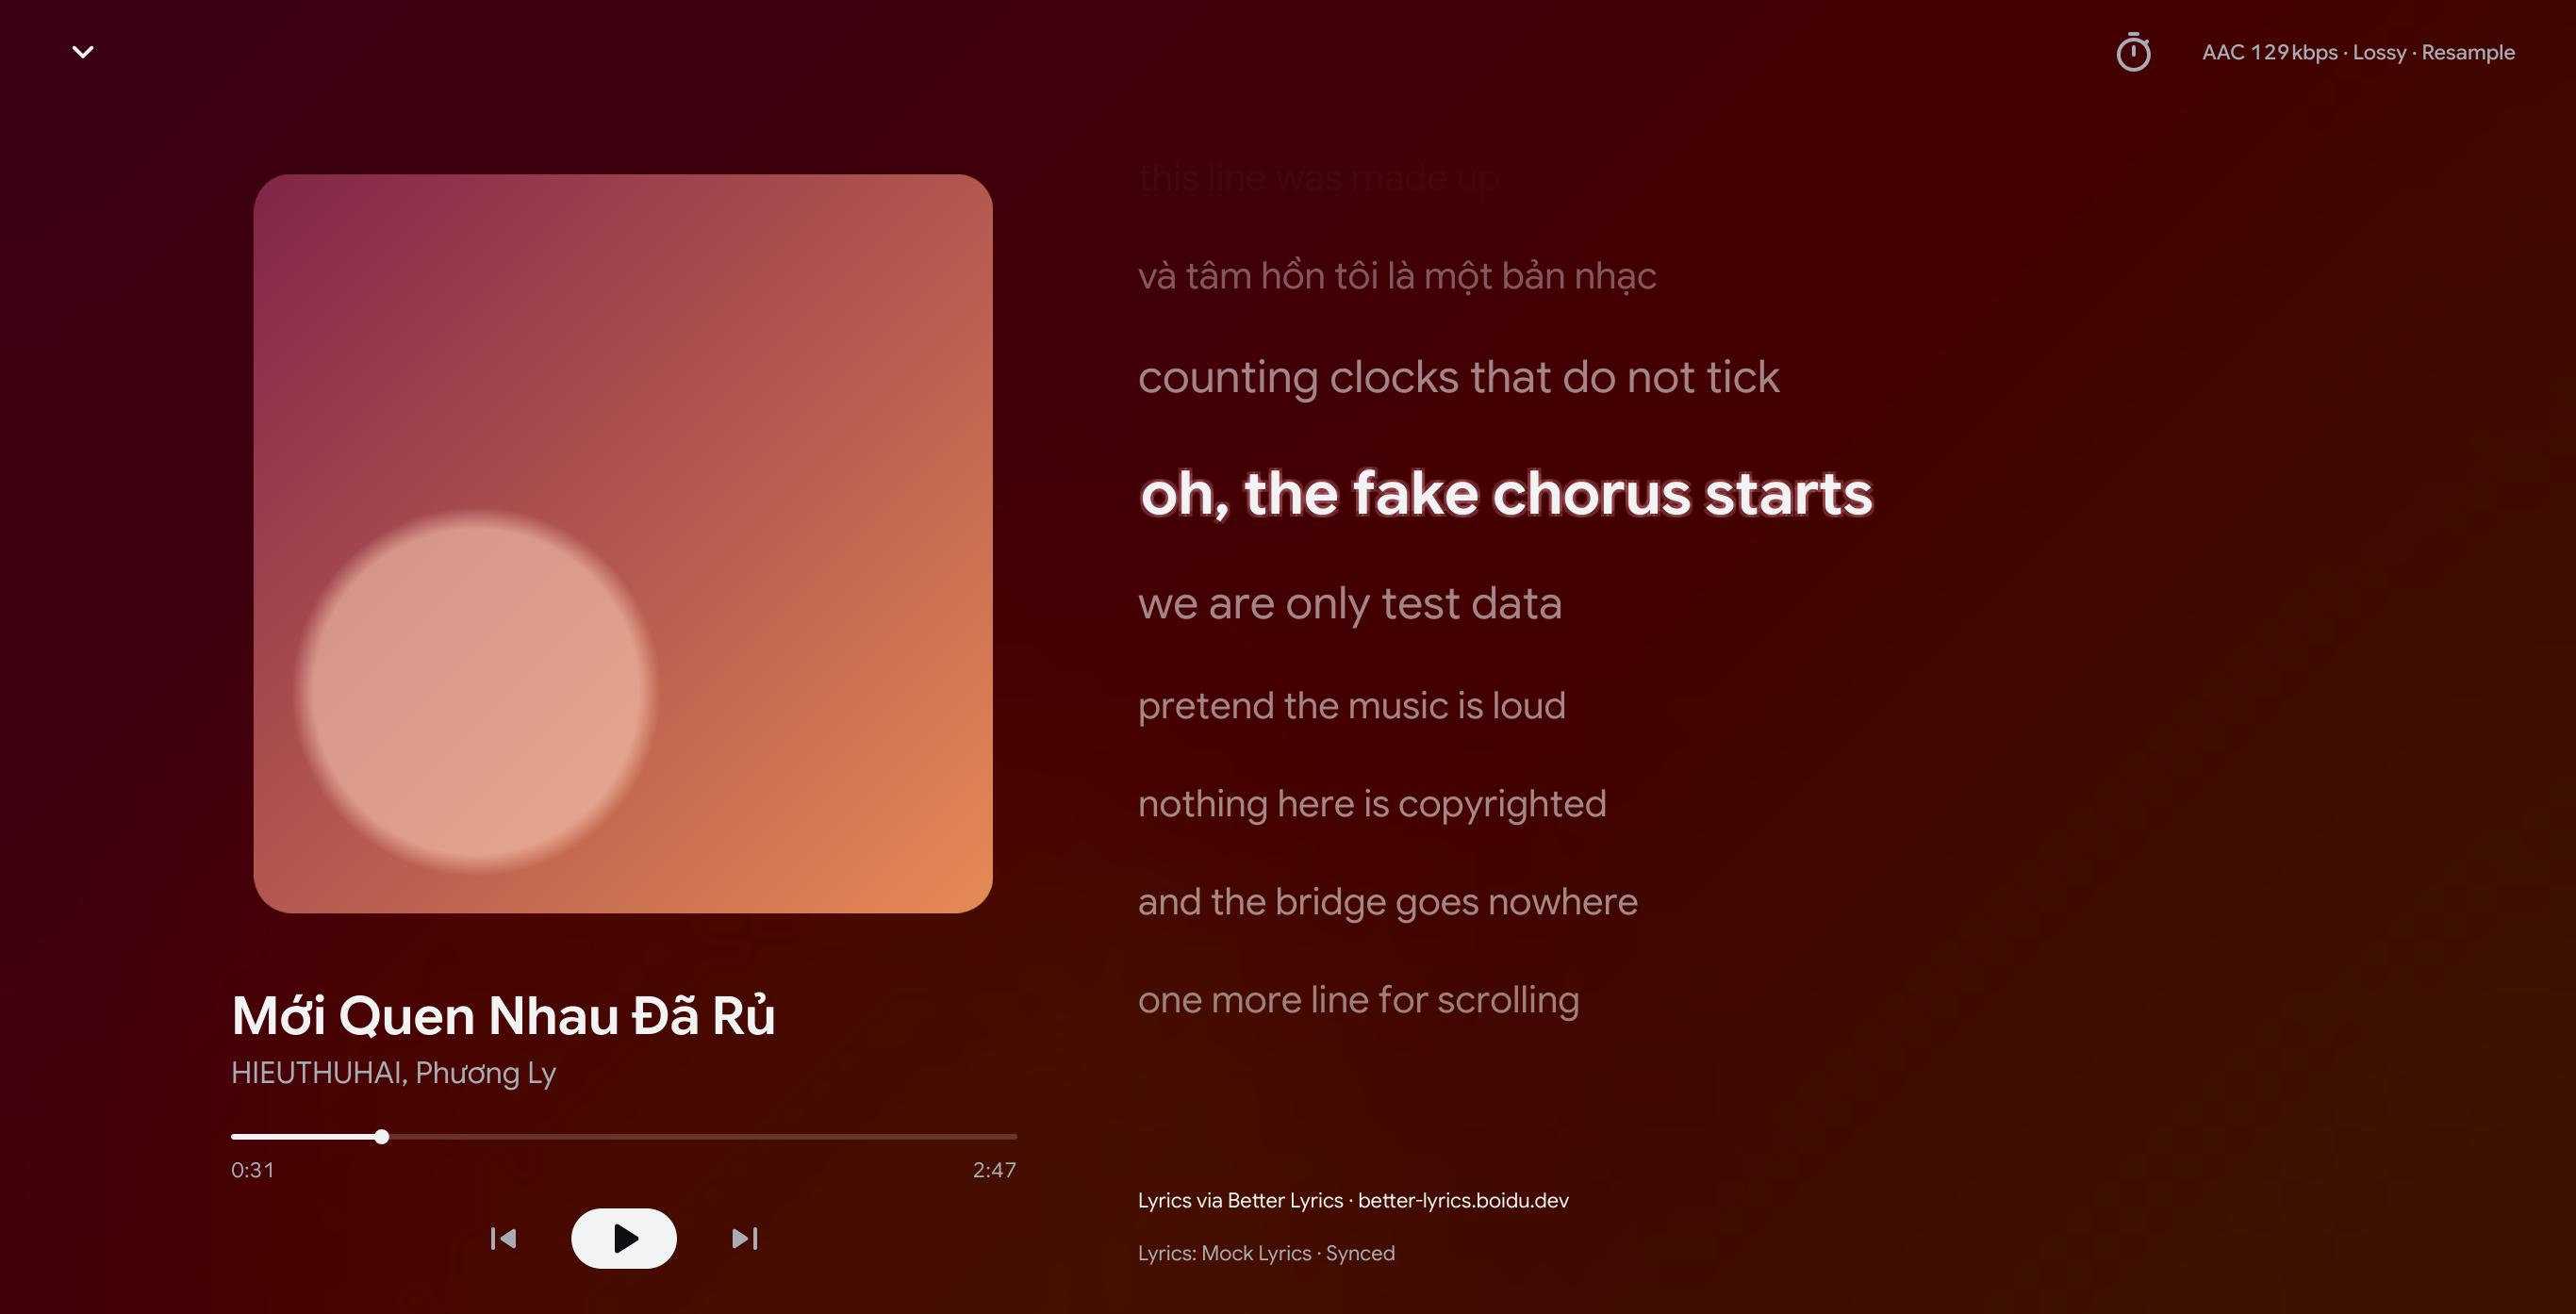 AAC 129kbps · Lossy · Resample
this line was made up
và tâm hồn tôi là một bản nhạc
counting clocks that do not tick
oh, the fake chorus starts
we are only test data
pretend the music is loud
nothing here is copyrighted
and the bridge goes nowhere
one more line for scrolling
Mới Quen Nhau Đã Rủ
HIEUTHUHAI, Phương Ly
0:31 2:47
Lyrics via Better Lyrics · better-lyrics.boidu.dev
Lyrics: Mock Lyrics · Synced